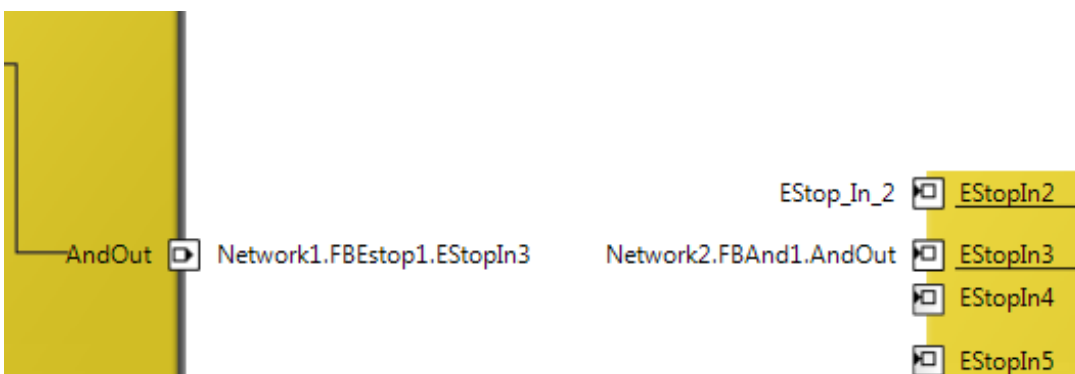 EStop_In_2 EStopIn2
AndOut Network1.FBEstop1.EStopIn3 Network2.FBAnd1.AndOut EStopIn3
EStopIn4
EStopIn5